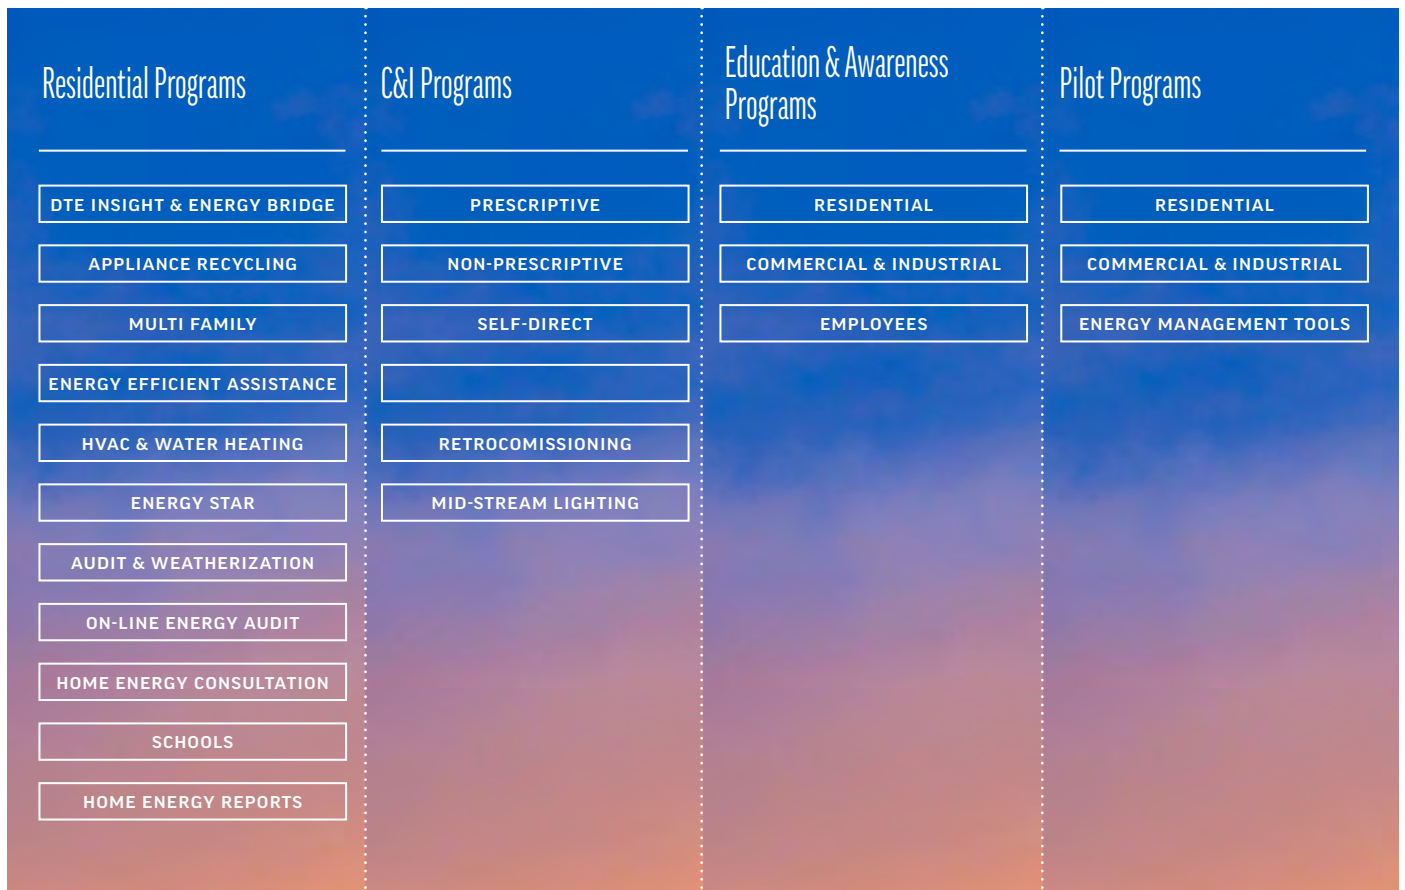 Residential Programs
DTE INSIGHT & ENERGY BRIDGE
APPLIANCE RECYCLING
MULTI FAMILY
ENERGY EFFICIENT ASSISTANCE
HVAC & WATER HEATING
ENERGY STAR
AUDIT & WEATHERIZATION
ON-LINE ENERGY AUDIT
HOME ENERGY CONSULTATION
SCHOOLS
HOME ENERGY REPORTS
C&I Programs
PRESCRIPTIVE
NON-PRESCRIPTIVE
SELF-DIRECT
RETROCOMISSIONING
MID-STREAM LIGHTING
Education & Awareness
Programs
RESIDENTIAL
COMMERCIAL & INDUSTRIAL
EMPLOYEES
Pilot Programs
RESIDENTIAL
COMMERCIAL & INDUSTRIAL
ENERGY MANAGEMENT TOOLS